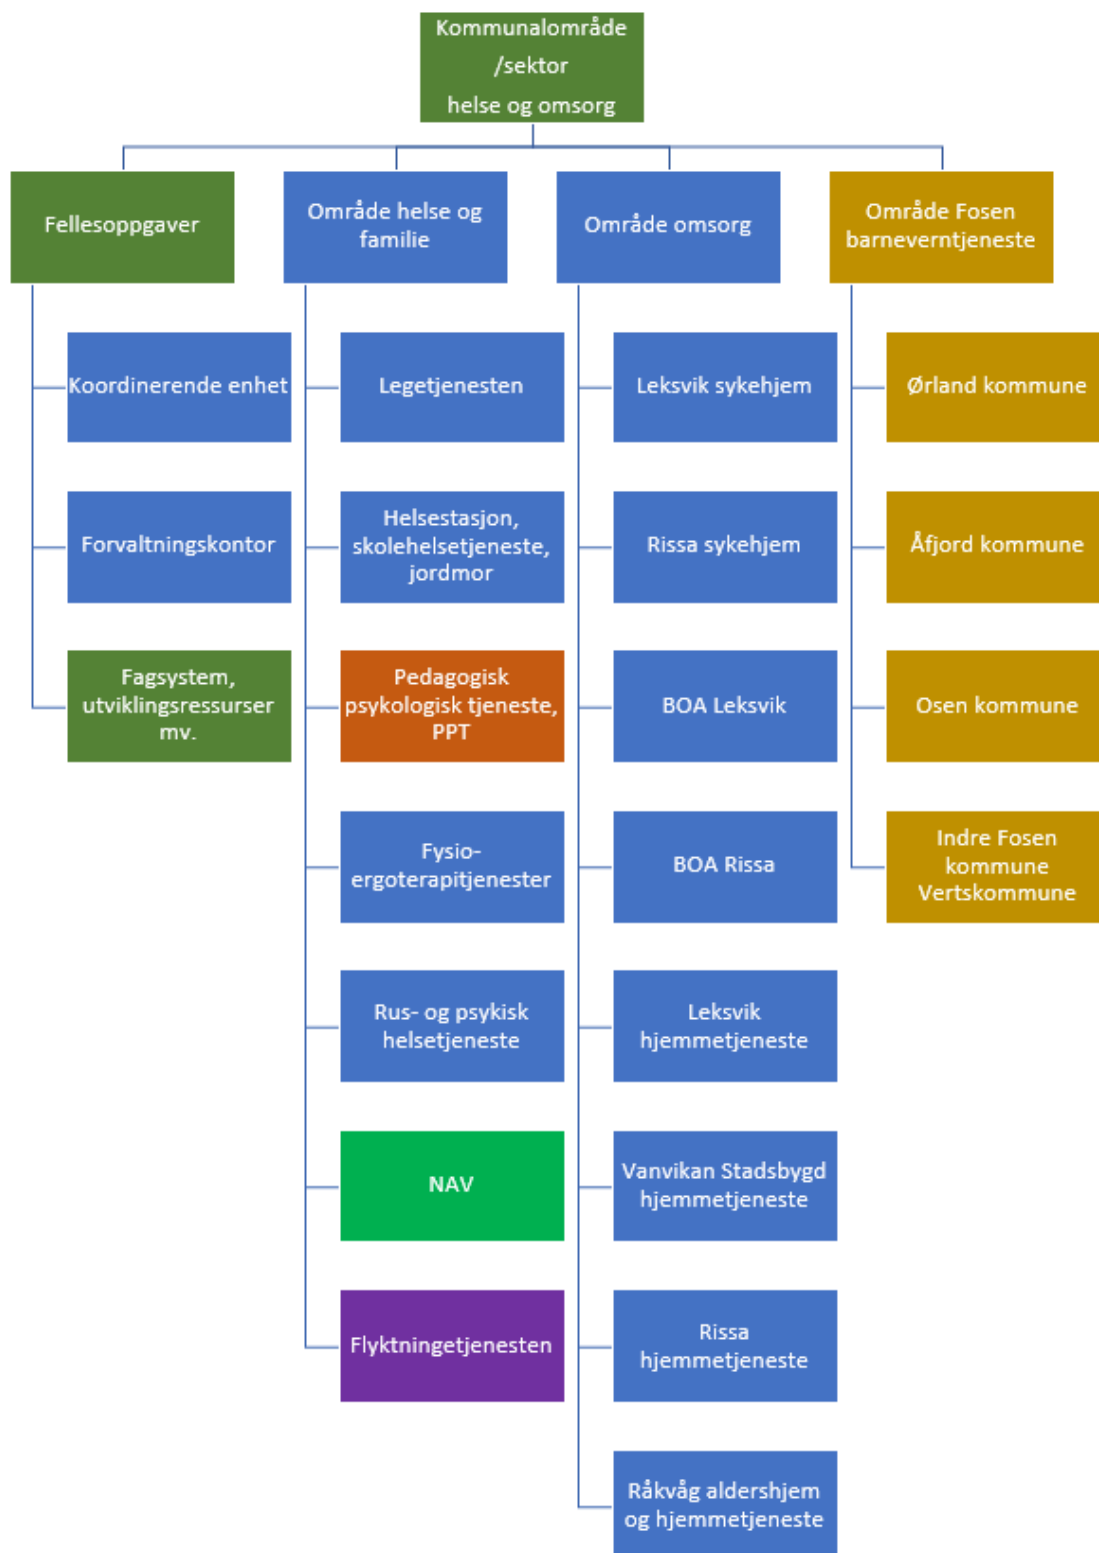 Kommunalområde
/sektor
helse og omsorg
Fellesoppgaver
Område helse og
familie
Område omsorg
Område Fosen
barneverntjeneste
Koordinerende enhet
Forvaltningskontor
Fagsystem,
utviklingsressurser
mv.
Legetjenesten
Helsestasjon,
skolehelsetjeneste,
jordmor
Pedagogisk
psykologisk tjeneste,
PPT
Fysio-
ergoterapitjenester
Rus- og psykisk
helsetjeneste
NAV
Flyktningetjenesten
Leksvik sykehjem
Rissa sykehjem
BOA Leksvik
BOA Rissa
Leksvik
hjemmetjeneste
Vanvikan Stadsbygd
hjemmetjeneste
Rissa
hjemmetjeneste
Råkvåg aldershjem
og hjemmetjeneste
Ørland kommune
Åfjord kommune
Osen kommune
Indre Fosen
kommune
Vertskommune